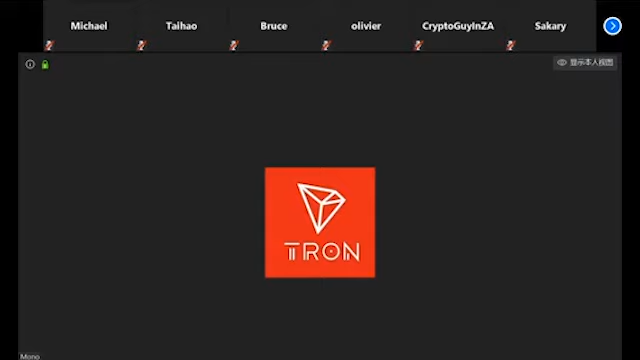 Michael
Taihao
Bruce
olivier
CryptoGuyInZA
Sakary
显示本人视图
TRON
Mono